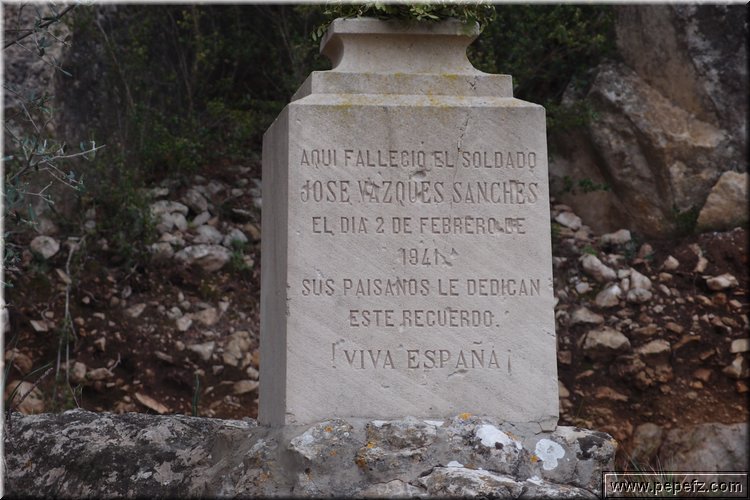 AQUI FALLECIO EL SOLDADO
JOSE VAZQUES SANCHES
EL DIA 2 DE FEBRERO DE
1941.
SUS PAISANOS LE DEDICAN
ESTE RECUERDO.
!VIVA ESPAÑA¡
www.pepefz.com